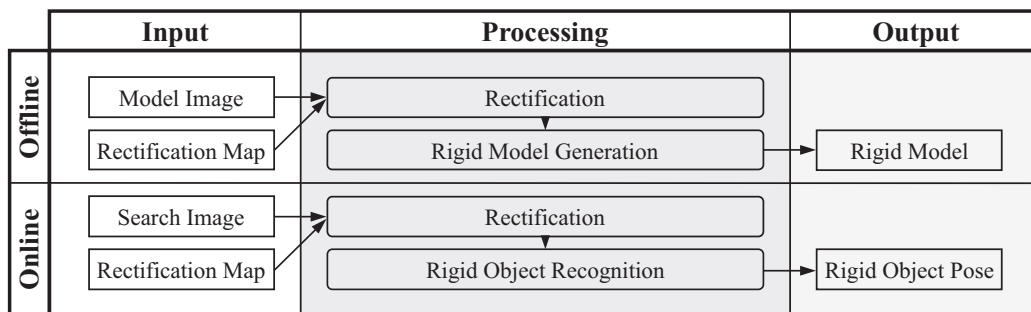 Input
Processing
Output
Offline
Model Image
Rectification
Rectification Map
Rigid Model Generation
Rigid Model
Online
Search Image
Rectification
Rectification Map
Rigid Object Recognition
Rigid Object Pose